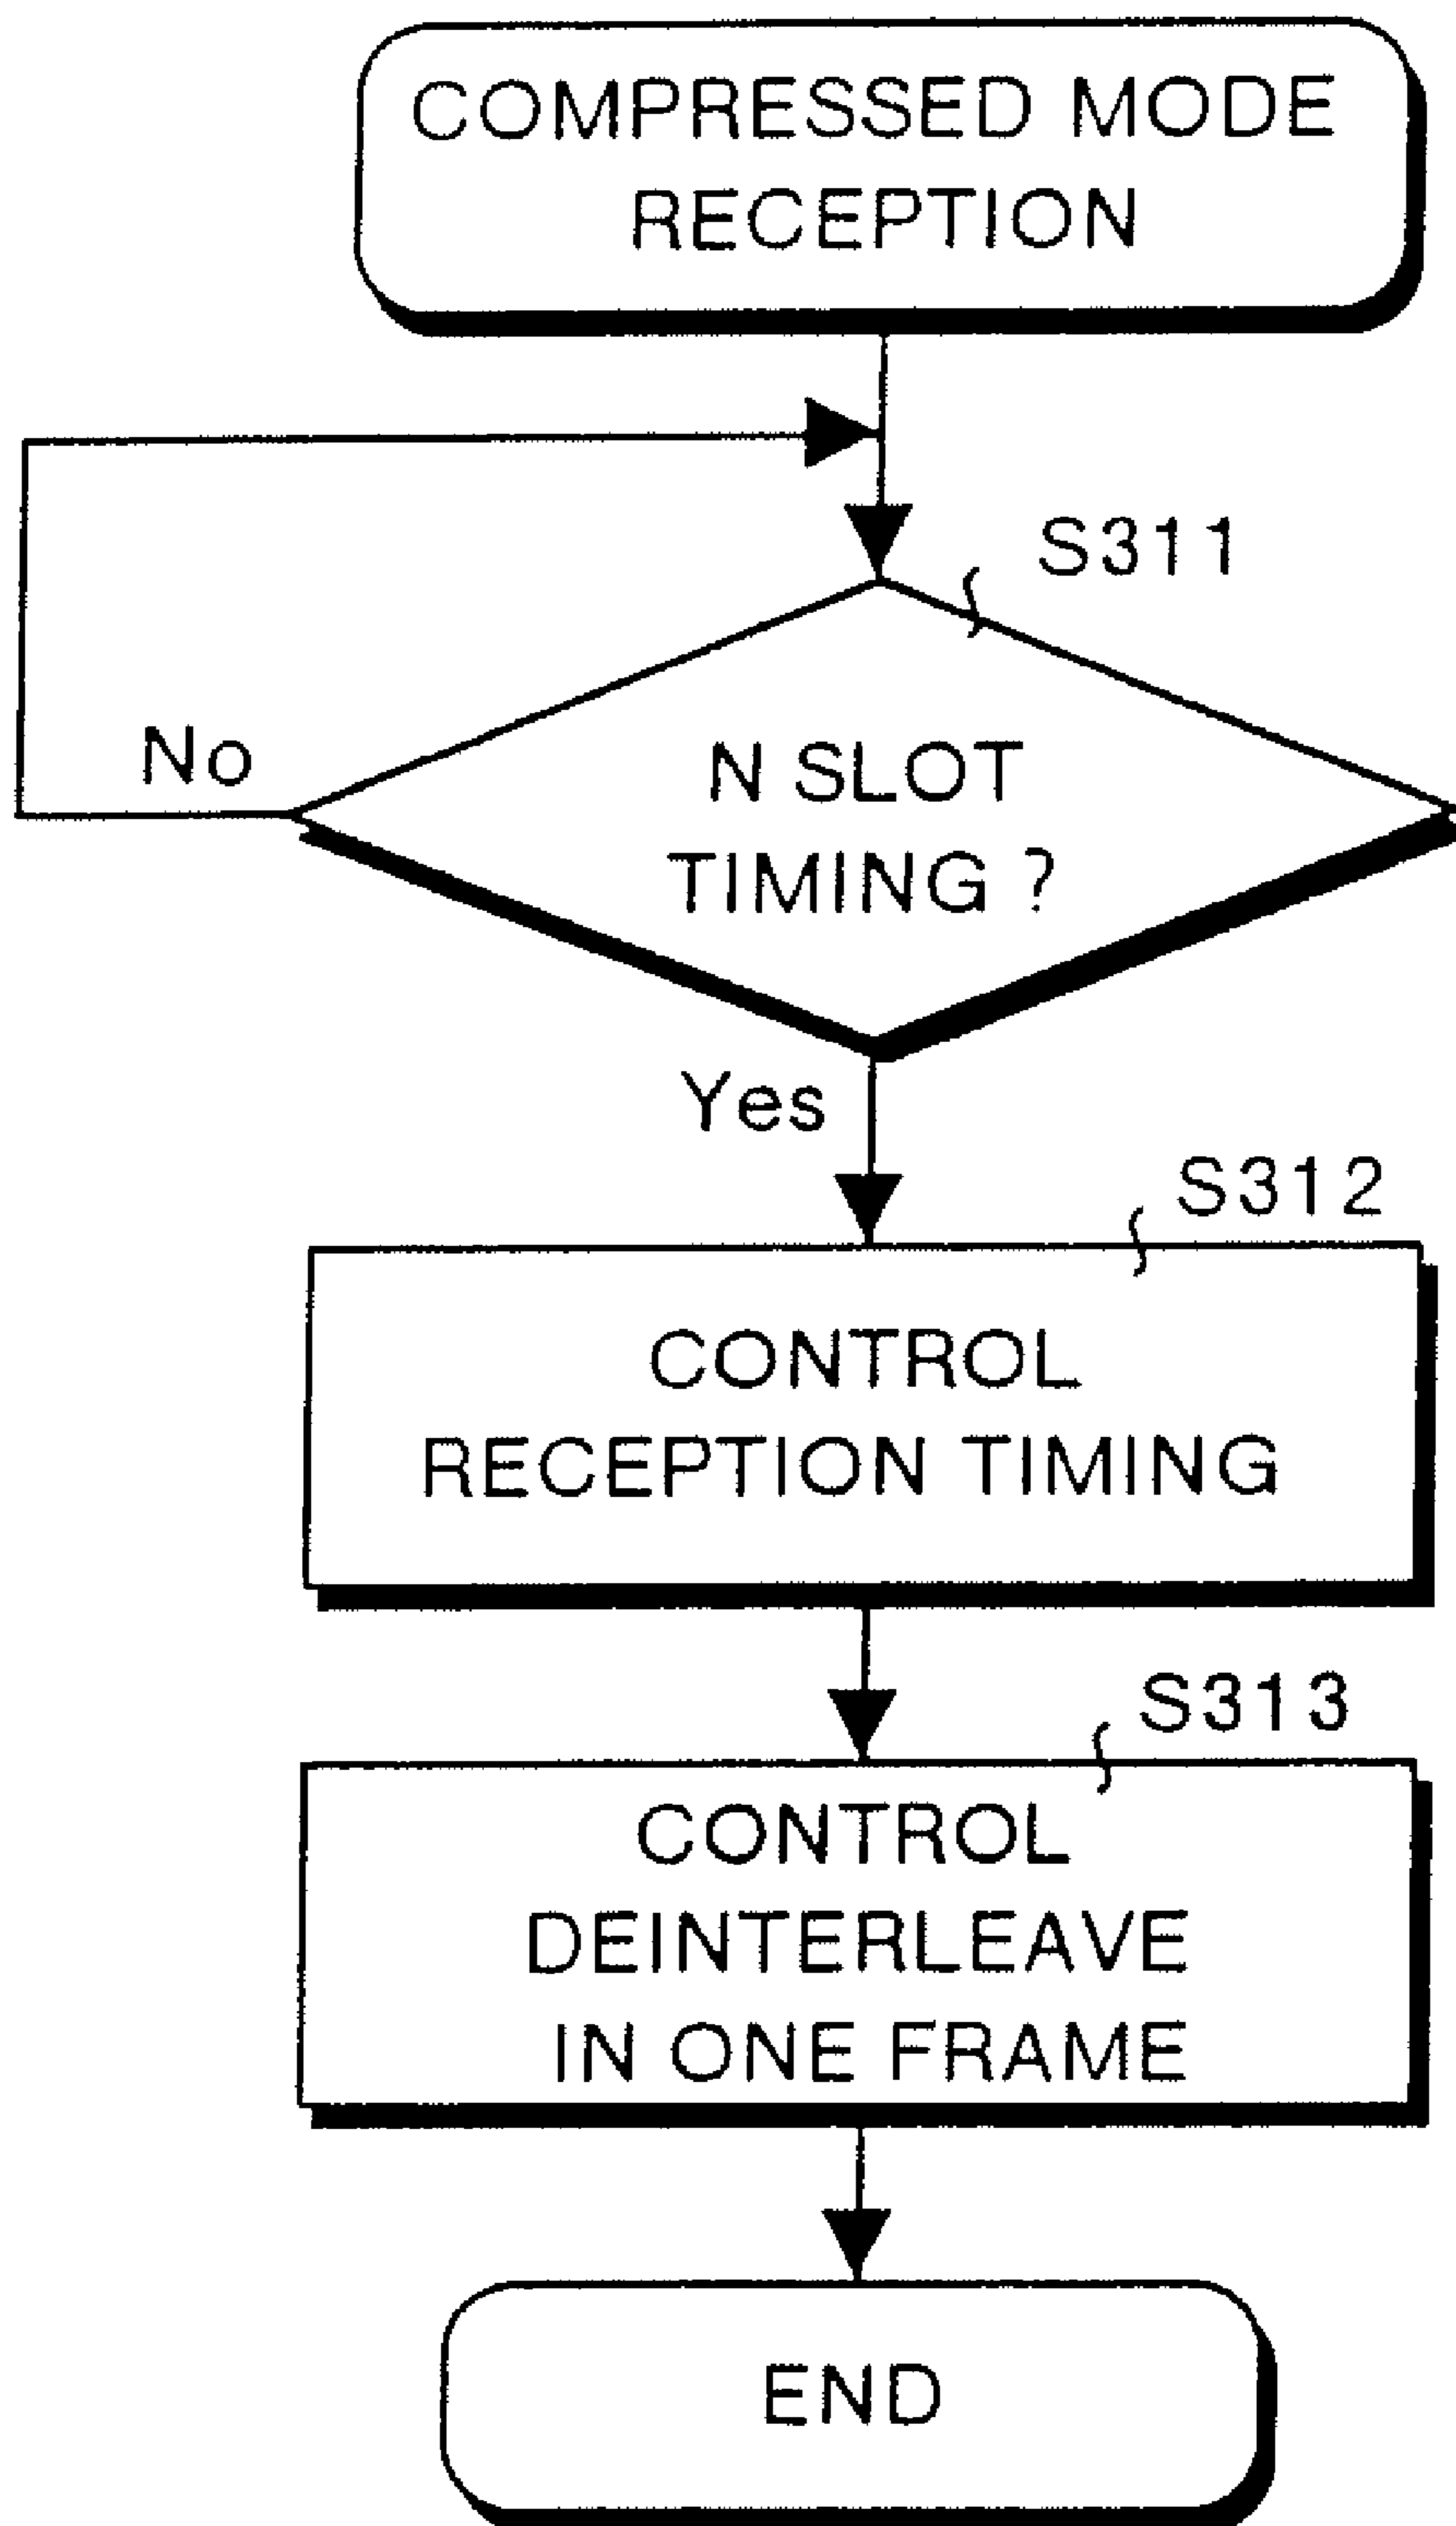 COMPRESSED MODE
RECEPTION
S311
No
N SLOT
TIMING ?
Yes
S312
CONTROL
RECEPTION TIMING
S313
CONTROL
DEINTERLEAVE
IN ONE FRAME
END